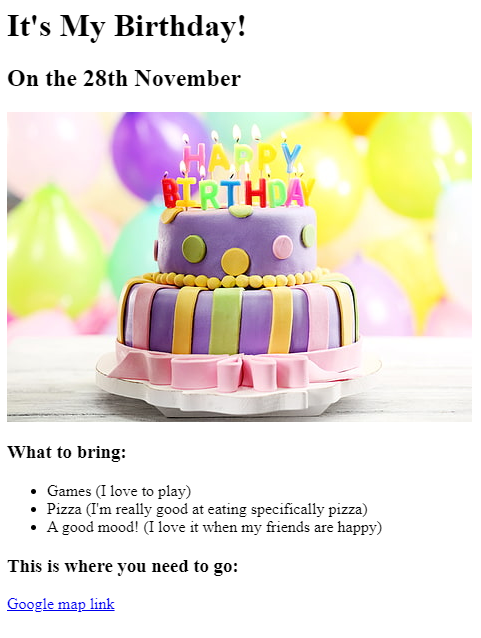 It's My Birthday!
On the 28th November
HAPPY
BIRTHDAY
What to bring:
Games (I love to play)
Pizza (I'm really good at eating specifically pizza)
A good mood! (I love it when my friends are happy)
This is where you need to go:
Google map link